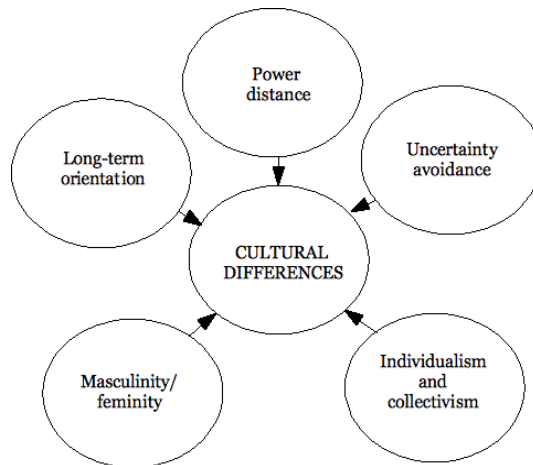 Power
distance
Long-term
orientation
Uncertainty
avoidance
CULTURAL
DIFFERENCES
Masculinity/
feminity
Individualism
and
collectivism